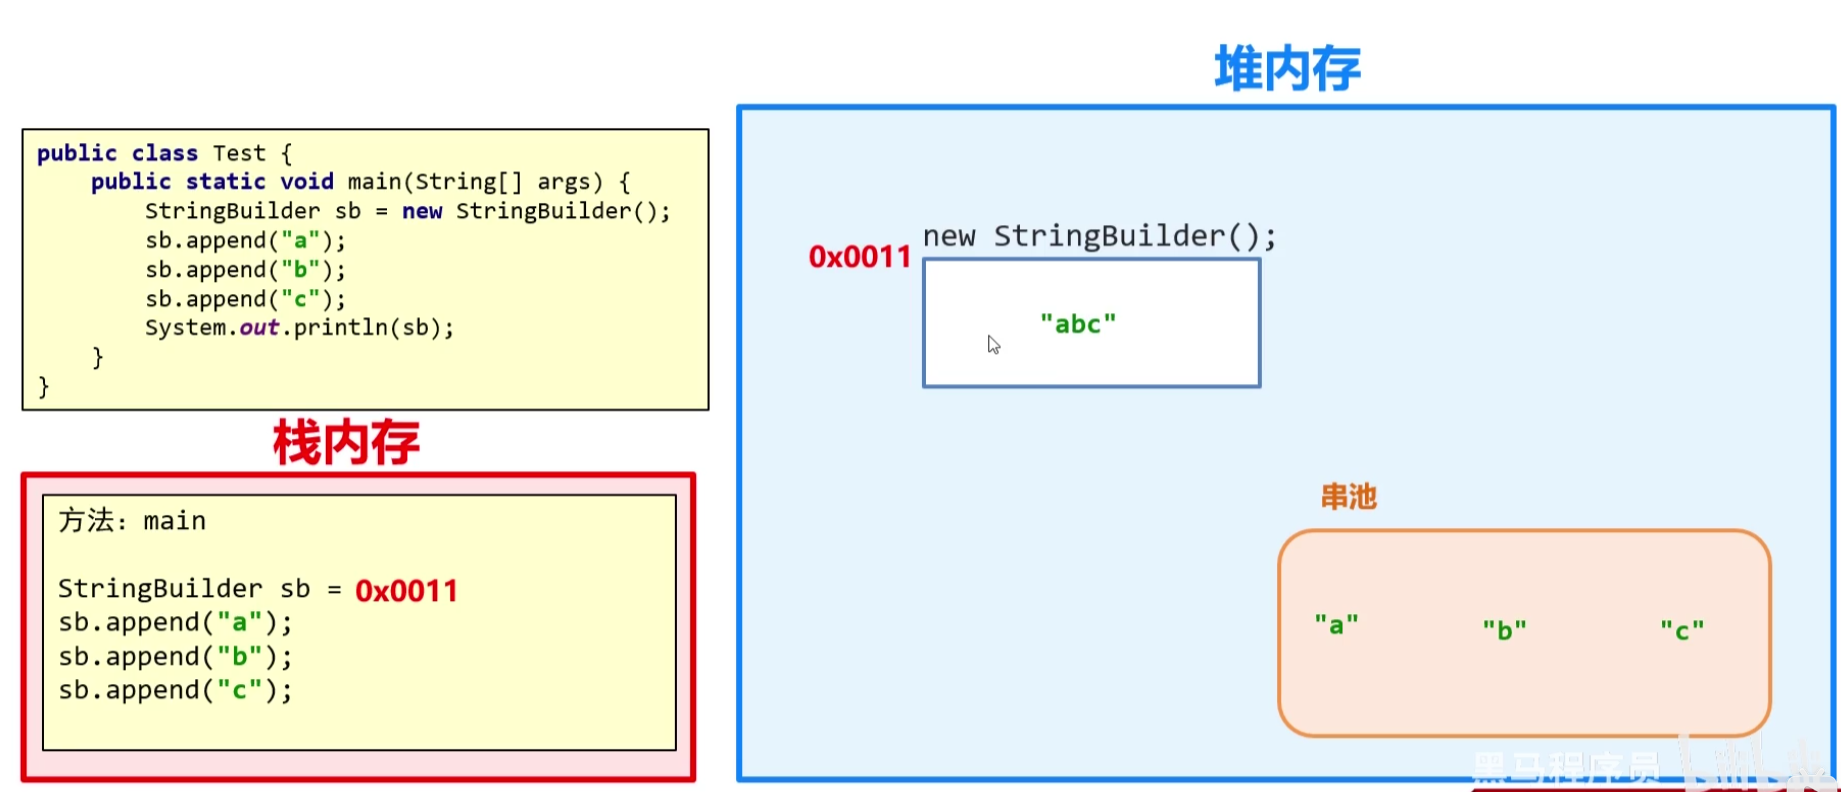 堆内存
public class Test {
    public static void main(String[] args) {
        StringBuilder sb = new StringBuilder();
        sb.append("a");
        sb.append("b");
        sb.append("c");
        System.out.println(sb);
    }
}
栈内存
方法：main
StringBuilder sb = 0x0011
sb.append("a");
sb.append("b");
sb.append("c");
new StringBuilder();
0x0011
"abc"
串池
"a" "b" "c"
黑马程序员